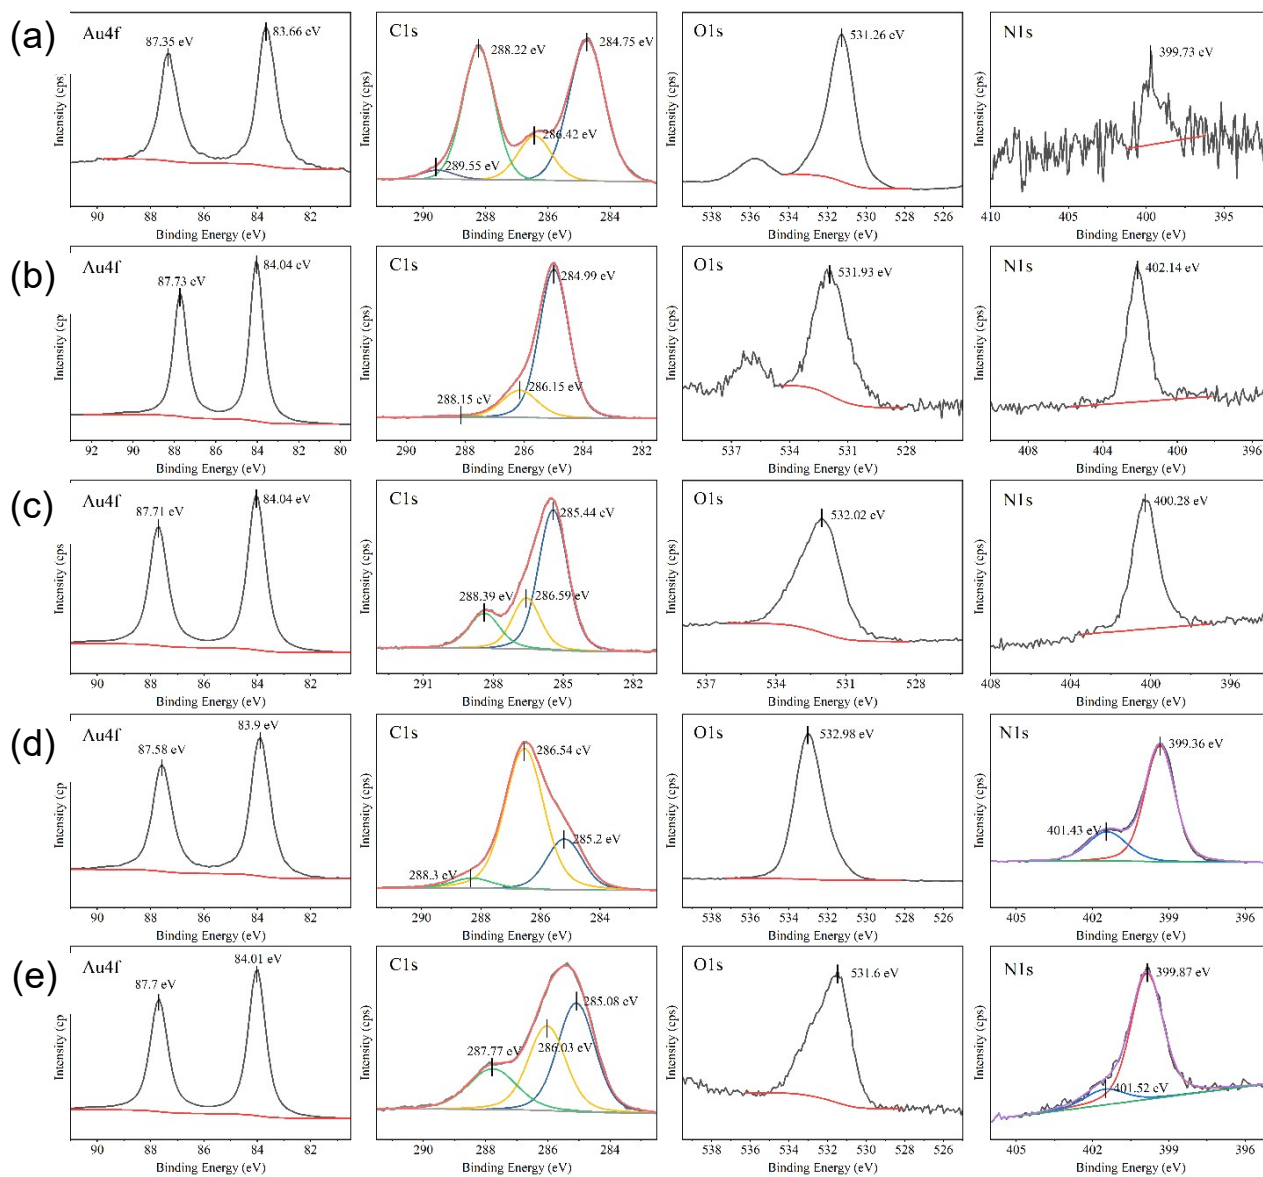 (a)
Au4f
87.35 eV
83.66 eV
Intensity (cps)
90 88 86 84 82
Binding Energy (eV)
C1s
288.22 eV
284.75 eV
286.42 eV
289.55 eV
Intensity (cps)
290 288 286 284
Binding Energy (eV)
O1s
531.26 eV
Intensity (cps)
538 536 534 532 530 528 526
Binding Energy (eV)
N1s
399.73 eV
Intensity (cps)
410 405 400 395
Binding Energy (eV)
(b)
Au4f
87.73 eV
84.04 eV
Intensity (cp
92 90 88 86 84 82 80
Binding Energy (eV)
C1s
284.99 eV
286.15 eV
288.15 eV
Intensity (cps)
290 288 286 284 282
Binding Energy (eV)
O1s
531.93 eV
Intensity (cps)
537 534 531 528
Binding Energy (eV)
N1s
402.14 eV
Intensity (cps)
408 404 400 396
Binding Energy (eV)
(c)
Au4f
87.71 eV
84.04 eV
Intensity (cps
90 88 86 84 82
Binding Energy (eV)
C1s
285.44 eV
288.39 eV
286.59 eV
Intensity (cps)
291 288 285 282
Binding Energy (eV)
O1s
532.02 eV
Intensity (cps)
537 534 531 528
Binding Energy (eV)
N1s
400.28 eV
Intensity (cps)
408 404 400 396
Binding Energy (eV)
(d)
Au4f
87.58 eV
83.9 eV
Intensity (cp
90 88 86 84 82
Binding Energy (eV)
C1s
286.54 eV
285.2 eV
288.3 eV
Intensity (cps)
290 288 286 284
Binding Energy (eV)
O1s
532.98 eV
Intensity (cps)
538 536 534 532 530 528 526
Binding Energy (eV)
N1s
399.36 eV
401.43 eV
Intensity (cps)
405 402 399 396
Binding Energy (eV)
(e)
Au4f
87.7 eV
84.01 eV
Intensity (cp
90 88 86 84 82
Binding Energy (eV)
C1s
285.08 eV
287.77 eV
286.03 eV
Intensity (cps)
290 288 286 284
Binding Energy (eV)
O1s
531.6 eV
Intensity (cps)
538 536 534 532 530 528 526
Binding Energy (eV)
N1s
399.87 eV
401.52 eV
Intensity (cps)
405 402 399 396
Binding Energy (eV)